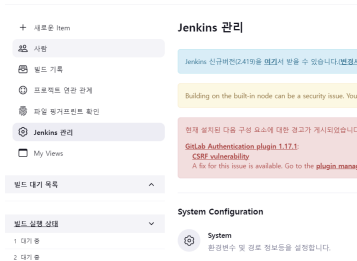 + 새로운 Item
사람
빌드 기록
프로젝트 연관 관계
파일 핑거프린트 확인
Jenkins 관리
My Views
빌드 대기 목록
빌드 실행 상태
1 대기 중
2 대기 중
Jenkins 관리
Jenkins 신규버전(2.419)을 여기서 받을 수 있습니다.(변경사
Building on the built-in node can be a security issue. You
현재 설치된 다음 구성 요소에 대한 경고가 게시되었습니다
GitLab Authentication plugin 1.17.1:
CSRF vulnerability
A fix for this issue is available. Go to the plugin manag
System Configuration
System
환경변수 및 경로 정보등을 설정합니다.